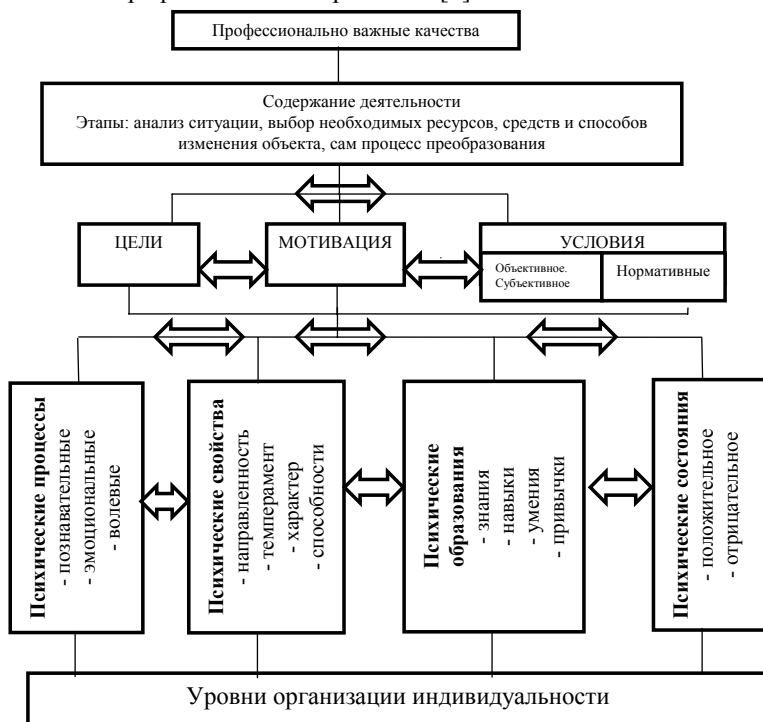 Профессионально важные качества
Содержание деятельности
Этапы: анализ ситуации, выбор необходимых ресурсов, средств и способов
изменения объекта, сам процесс преобразования
ЦЕЛИ
МОТИВАЦИЯ
УСЛОВИЯ
Объективное.
Субъективное
Нормативные
Психические процессы
- познавательные
- эмоциональные
- волевые
Психические свойства
- направленность
- темперамент
- характер
- способности
Психические
образования
- знания
- навыки
- умения
- привычки
Психические состояния
- положительное
- отрицательное
Уровни организации индивидуальности